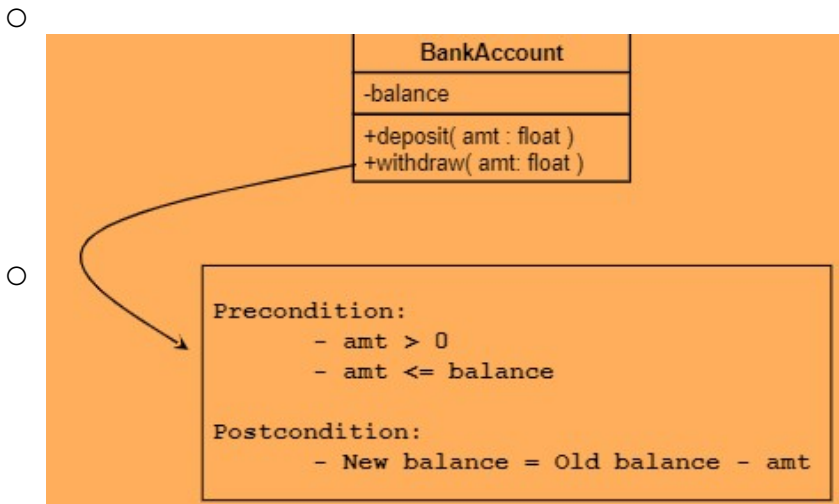 BankAccount
-balance
+deposit( amt : float )
+withdraw( amt: float )
Precondition:
- amt > 0
- amt <= balance
Postcondition:
- New balance = Old balance - amt